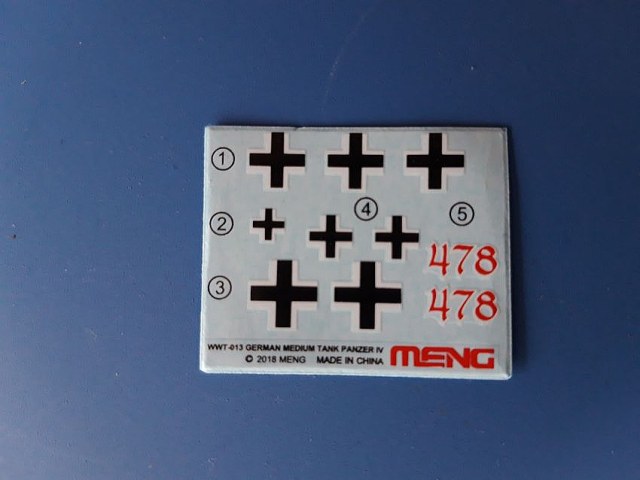 ①
② ④ ⑤
478
③
478
WWT-013 GERMAN MEDIUM TANK PANZER IV
© 2018 MENG MADE IN CHINA
MENG